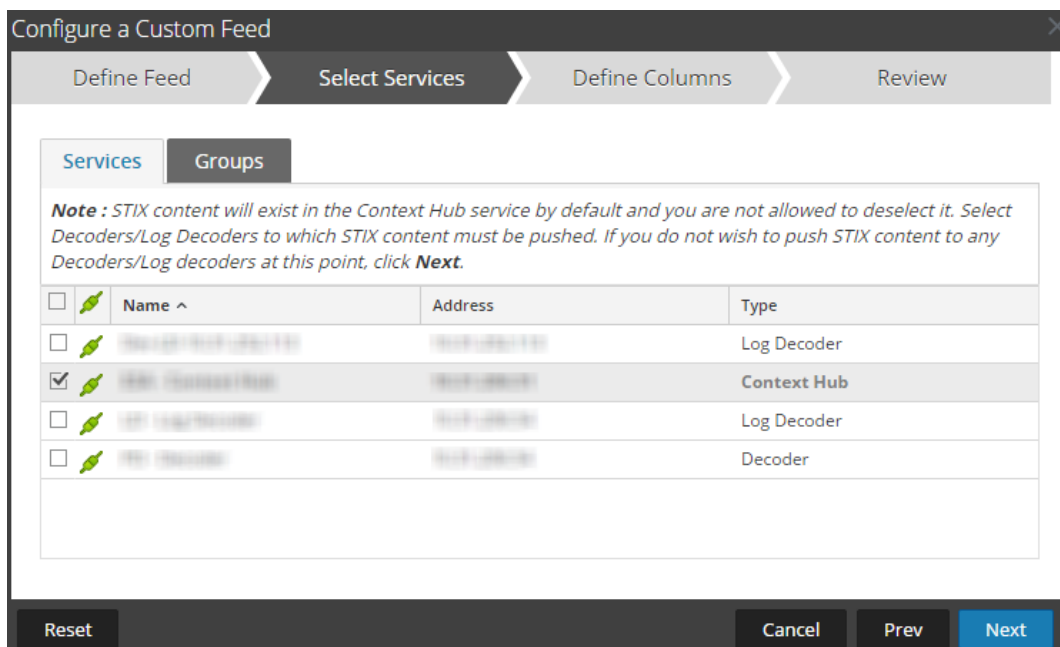 Configure a Custom Feed
Define Feed Select Services Define Columns Review
Services Groups
Note : STIX content will exist in the Context Hub service by default and you are not allowed to deselect it. Select
Decoders/Log Decoders to which STIX content must be pushed. If you do not wish to push STIX content to any
Decoders/Log decoders at this point, click Next.
Name Address Type
Log Decoder
Context Hub
Log Decoder
Decoder
Reset Cancel Prev Next